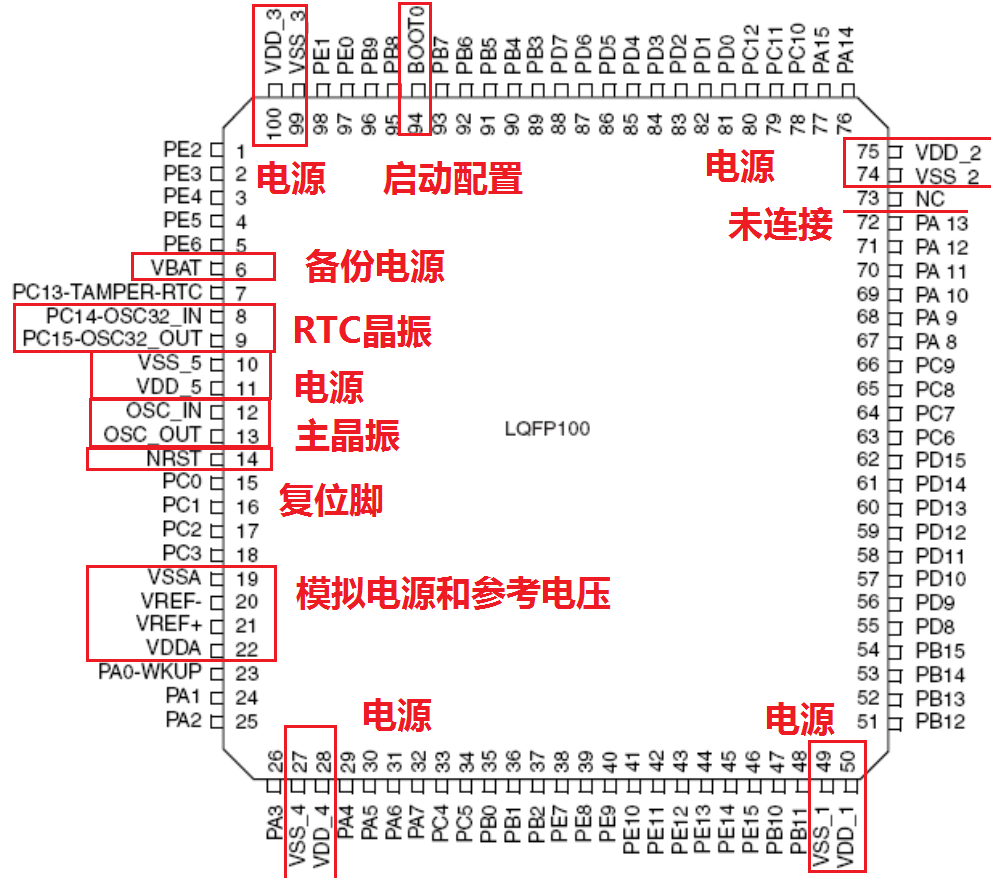 VDD_3
VSS_3
PE1
PE0
PB9
PB8
BOOT0
PB7
PB6
PB5
PB4
PB3
PD7
PD6
PD5
PD4
PD3
PD2
PD1
PD0
PC12
PC11
PC10
PA15
PA14
100
99
98
97
96
95
94
93
92
91
90
89
88
87
86
85
84
83
82
81
80
79
78
77
76
电源
启动配置
电源
PE2 1
PE3 2
PE4 3
PE5 4
PE6 5
VBAT 6
备份电源
PC13-TAMPER-RTC 7
PC14-OSC32_IN 8
PC15-OSC32_OUT 9
RTC晶振
VSS_5 10
VDD_5 11
电源
OSC_IN 12
OSC_OUT 13
主晶振
NRST 14
复位脚
PC0 15
PC1 16
PC2 17
PC3 18
VSSA 19
VREF- 20
VREF+ 21
VDDA 22
模拟电源和参考电压
PA0-WKUP 23
PA1 24
PA2 25
LQFP100
75 VDD_2
74 VSS_2
73 NC
未连接
72 PA 13
71 PA 12
70 PA 11
69 PA 10
68 PA 9
67 PA 8
66 PC9
65 PC8
64 PC7
63 PC6
62 PD15
61 PD14
60 PD13
59 PD12
58 PD11
57 PD10
56 PD9
55 PD8
54 PB15
53 PB14
52 PB13
51 PB12
电源
电源
26
27
28
29
30
31
32
33
34
35
36
37
38
39
40
41
42
43
44
45
46
47
48
49
50
PA3
VSS_4
VDD_4
PA4
PA5
PA6
PA7
PC4
PC5
PB0
PB1
PB2
PE7
PE8
PE9
PE10
PE11
PE12
PE13
PE14
PE15
PB10
PB11
VSS_1
VDD_1